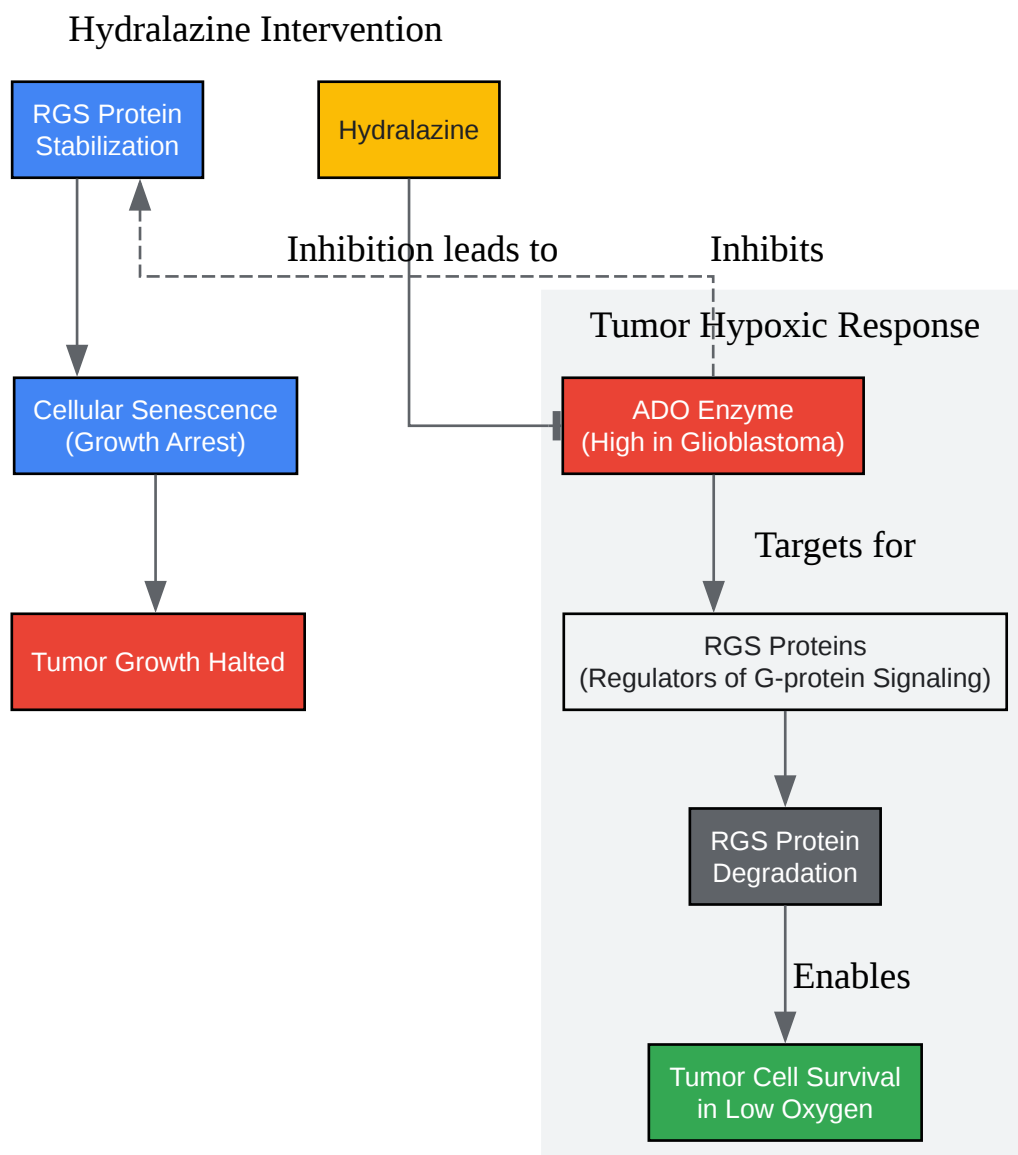 Hydralazine Intervention
RGS Protein
Stabilization
Hydralazine
Inhibition leads to
Inhibits
Tumor Hypoxic Response
Cellular Senescence
(Growth Arrest)
ADO Enzyme
(High in Glioblastoma)
Targets for
Tumor Growth Halted
RGS Proteins
(Regulators of G-protein Signaling)
RGS Protein
Degradation
Enables
Tumor Cell Survival
in Low Oxygen